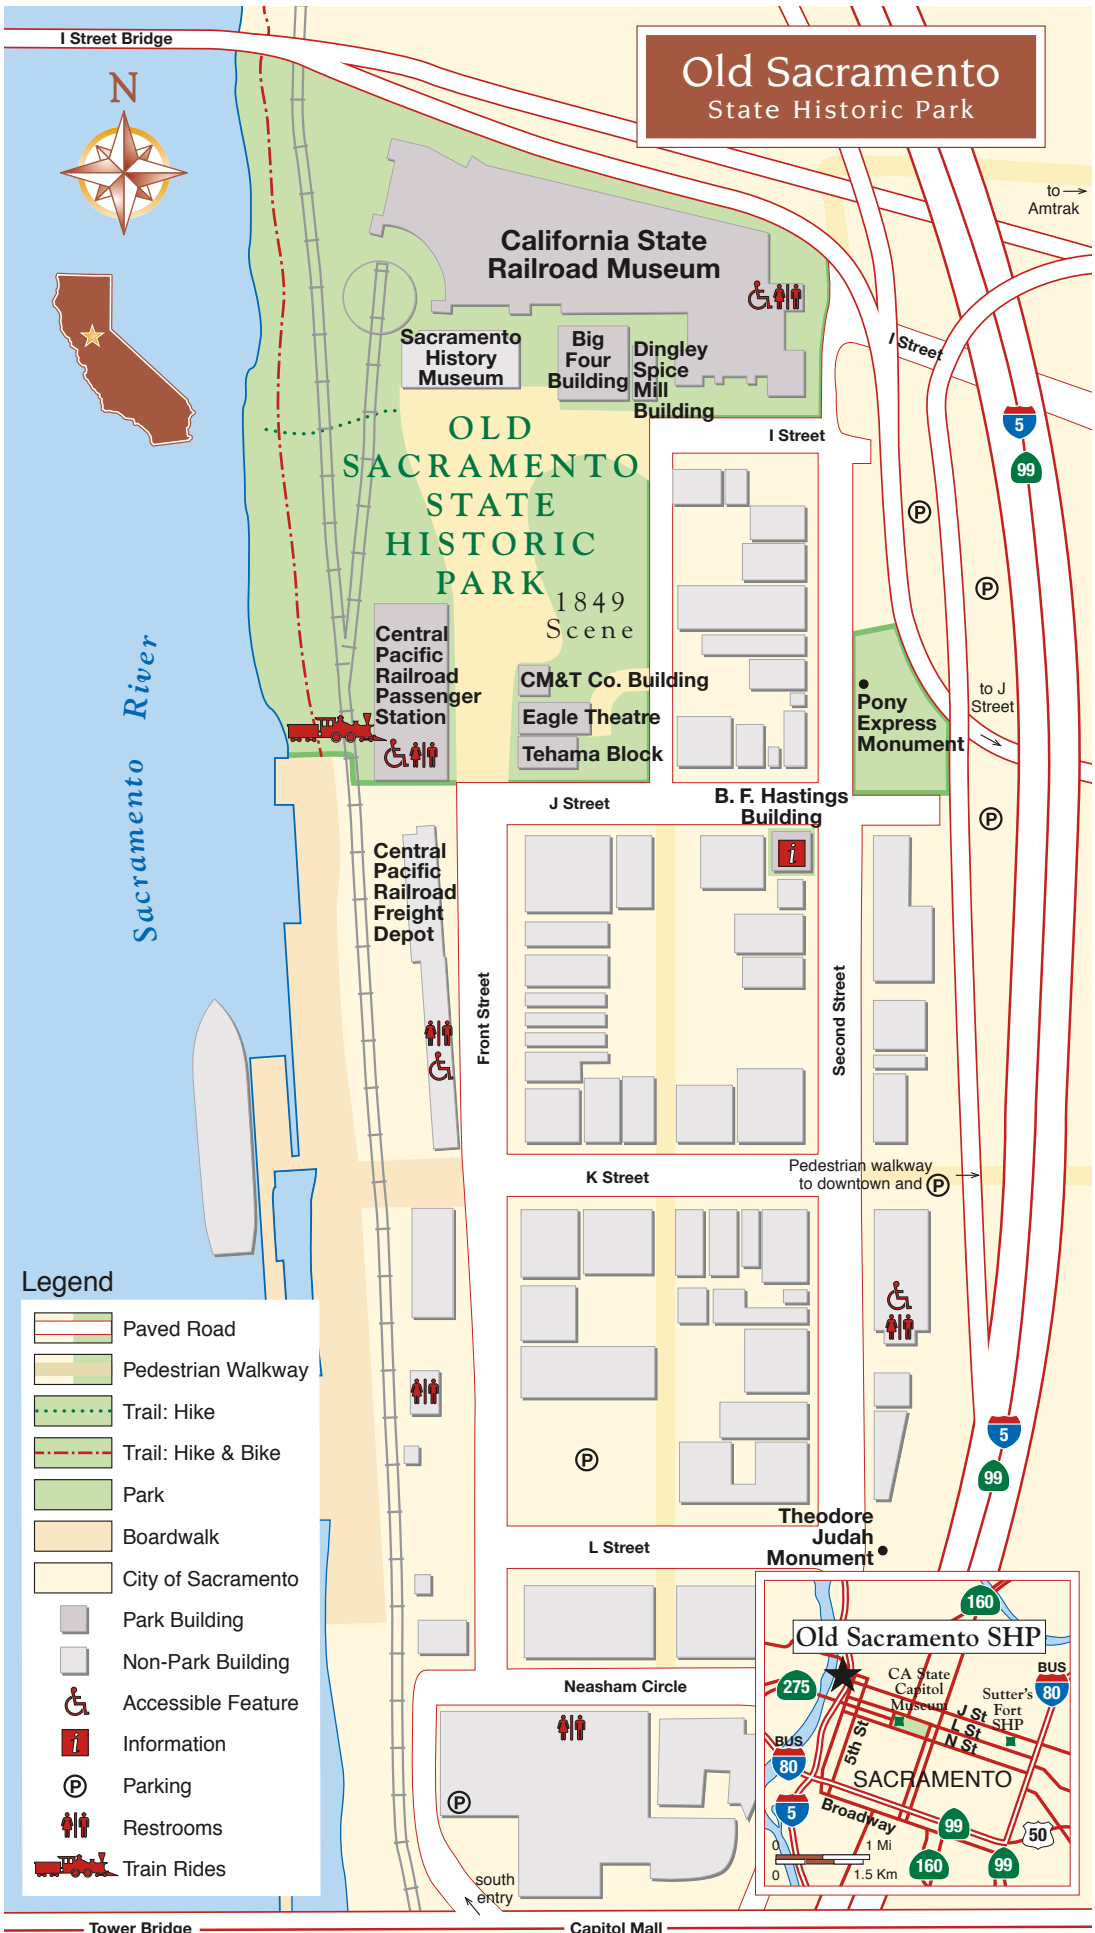 I Street Bridge
Old Sacramento
State Historic Park
N
to
Amtrak
California State
Railroad Museum
I Street
Sacramento
History
Museum
Big
Four
Building
Dingley
Spice
Mill
Building
5
99
I Street
OLD
SACRAMENTO
STATE
HISTORIC
PARK
P
P
1849
Scene
Central
Pacific
Railroad
Passenger
Station
CM&T Co. Building
Eagle Theatre
Tehama Block
Sacramento River
Pony
Express
Monument
to J
Street
J Street
B. F. Hastings
Building
i
P
Central
Pacific
Railroad
Freight
Depot
Front Street
Second Street
K Street
Pedestrian walkway
to downtown and P
P
5
99
Theodore
Judah
Monument
L Street
Neasham Circle
P
south
entry
Tower Bridge
Capitol Mall
Legend
Paved Road
Pedestrian Walkway
Trail: Hike
Trail: Hike & Bike
Park
Boardwalk
City of Sacramento
Park Building
Non-Park Building
Accessible Feature
i Information
P Parking
Restrooms
Train Rides
160
Old Sacramento SHP
275
CA State
Capitol
Museum
Sutter's
Fort
SHP
BUS
80
J St
L St
N St
5th St
BUS
80
SACRAMENTO
5
Broadway
99
50
160
99
0 1 Mi
0 1.5 Km